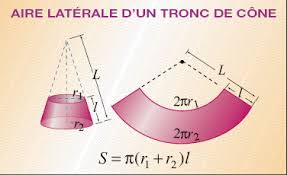 AIRE LATÉRALE D'UN TRONC DE CÔNE
L
r₁
l
r₂
L
l
2πr₁
2πr₂
S = π(r₁ + r₂)l